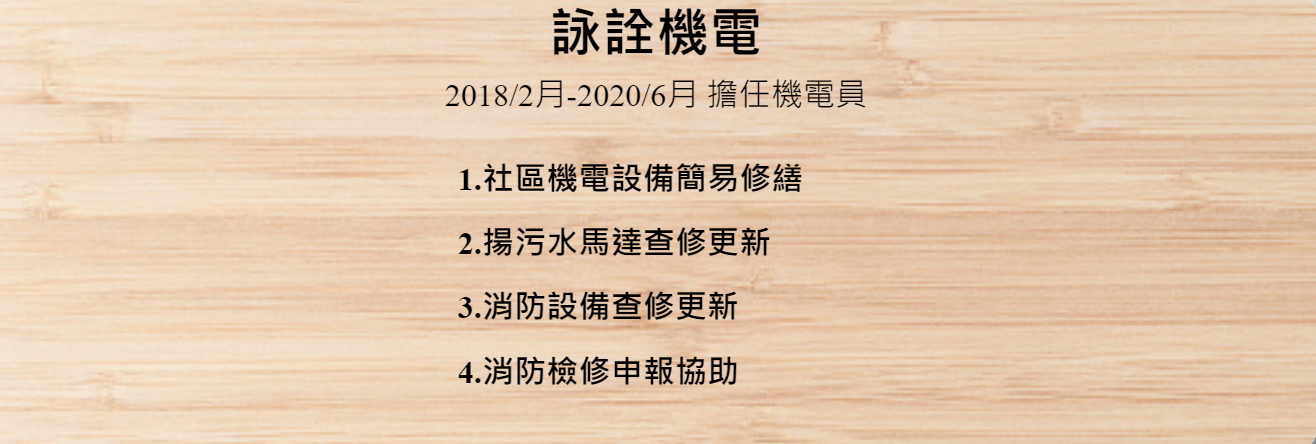 詠詮機電
2018/2月-2020/6月 擔任機電員
1.社區機電設備簡易修繕
2.揚污水馬達查修更新
3.消防設備查修更新
4.消防檢修申報協助